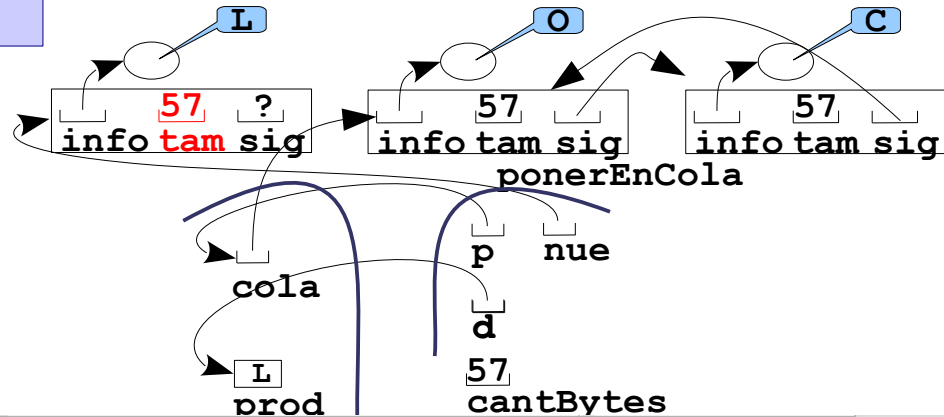 L O C
57 ? 57 57
info tam sig info tam sig info tam sig
ponerEnCola
p nue
cola
d
L 57
prod cantBytes